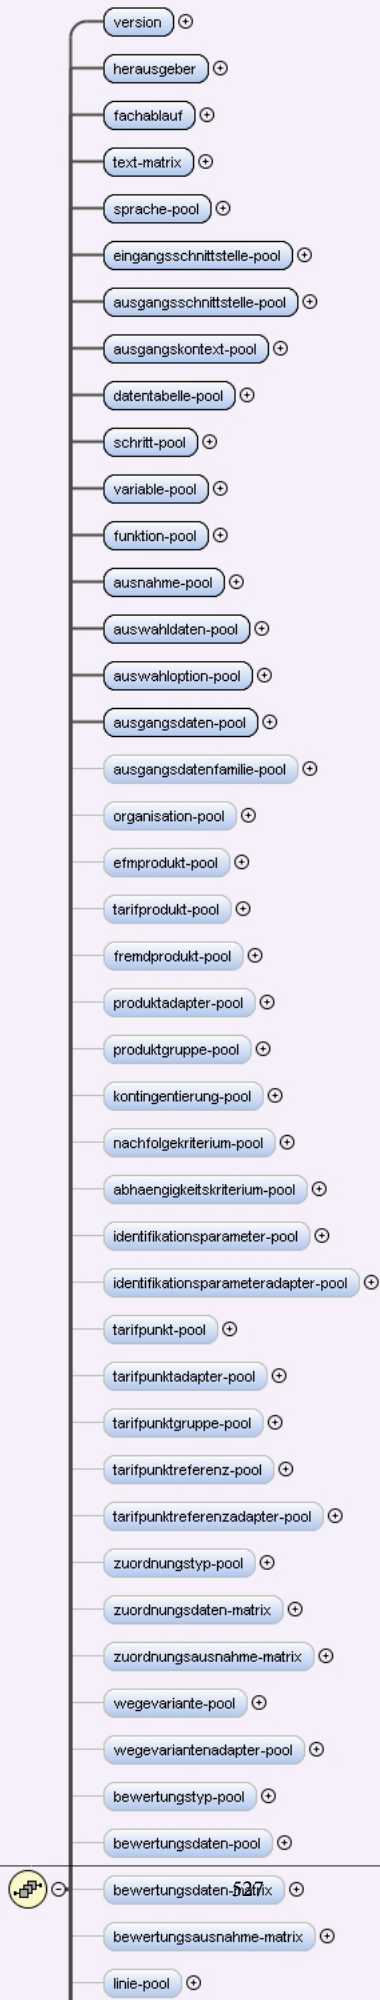 version
herausgeber
fachablauf
text-matrix
sprache-pool
eingangsschnittstelle-pool
ausgangsschnittstelle-pool
ausgangskontext-pool
datentabelle-pool
schritt-pool
variable-pool
funktion-pool
ausnahme-pool
auswahldaten-pool
auswahloption-pool
ausgangsdaten-pool
ausgangsdatenfamilie-pool
organisation-pool
efmprodukt-pool
tarifprodukt-pool
fremdprodukt-pool
produktadapter-pool
produktgruppe-pool
kontingentierung-pool
nachfolgekriterium-pool
abhaengigkeitskriterium-pool
identifikationsparameter-pool
identifikationsparameteradapter-pool
tarifpunkt-pool
tarifpunktadapter-pool
tarifpunktgruppe-pool
tarifpunktreferenz-pool
tarifpunktreferenzadapter-pool
zuordnungstyp-pool
zuordnungsdaten-matrix
zuordnungsausnahme-matrix
wegevariante-pool
wegevariantenadapter-pool
bewertungstyp-pool
bewertungsdaten-pool
bewertungsdaten-matrix
527
bewertungsausnahme-matrix
linie-pool